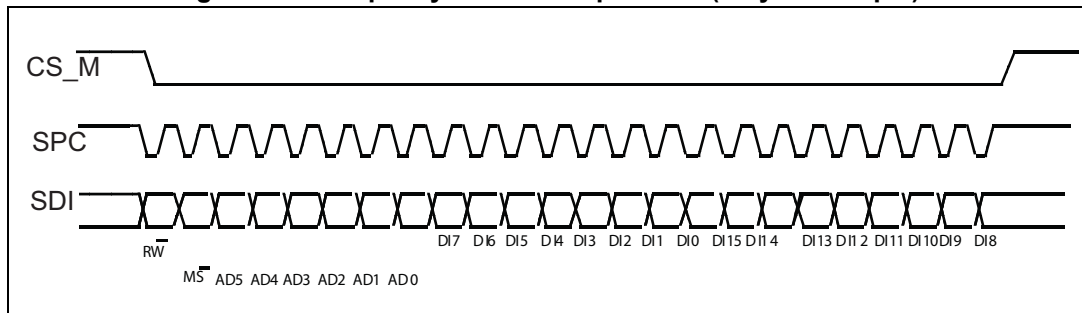 CS_M
SPC
SDI
DI7 DI6 DI5 DI4 DI3 DI2 DI1 DI0 DI15 DI14 DI13 DI12 DI11 DI10 DI9 DI8
RW
MS AD5 AD4 AD3 AD2 AD1 AD0